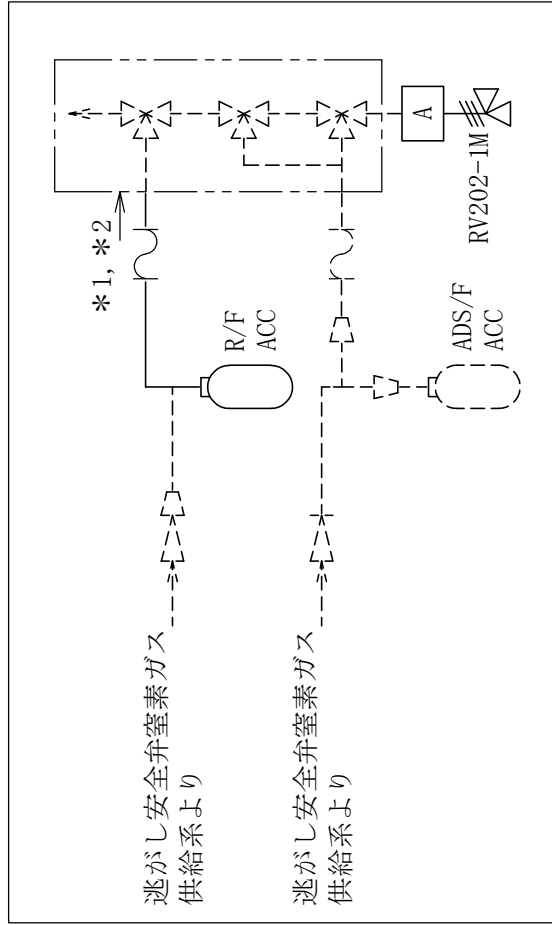 逃がし安全弁窒素ガス
供給系より
*1, *2
R/F
ACC
逃がし安全弁窒素ガス
供給系より
ADS/F
ACC
A
RV202-1M